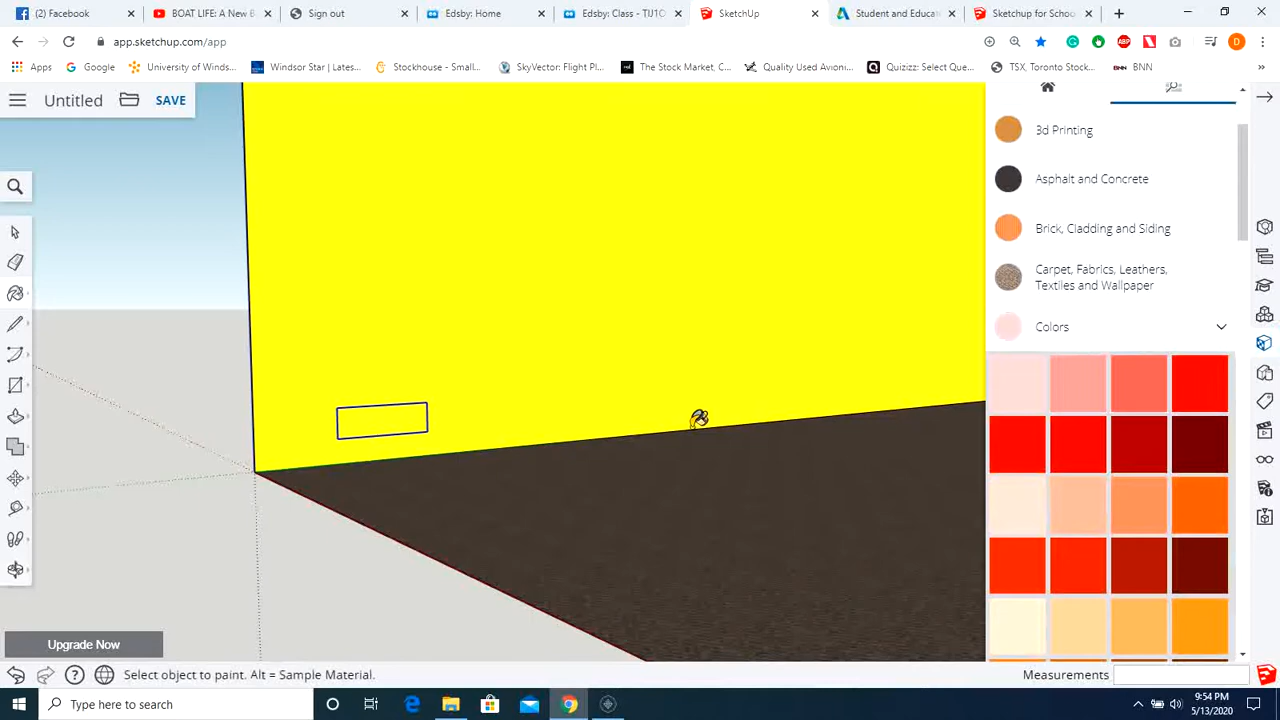 (2) Facebook
BOAT LIFE: A New B
Sign out
Edsby: Home
Edsby: Class - TIJ1O
SketchUp
Student and Educat
Sketchup for Schoo
app.sketchup.com/app
ABP
D
Apps
Google
University of Winds...
Windsor Star | Lates...
Stockhouse - Small...
SkyVector: Flight Pl...
The Stock Market, C...
Quality Used Avioni...
Quizizz: Select Que...
TSX, Toronto Stock...
BNN
Untitled
SAVE
3d Printing
Asphalt and Concrete
Brick, Cladding and Siding
Carpet, Fabrics, Leathers,
Textiles and Wallpaper
Colors
Upgrade Now
Select object to paint. Alt = Sample Material.
Measurements
Type here to search
9:54 PM
5/13/2020